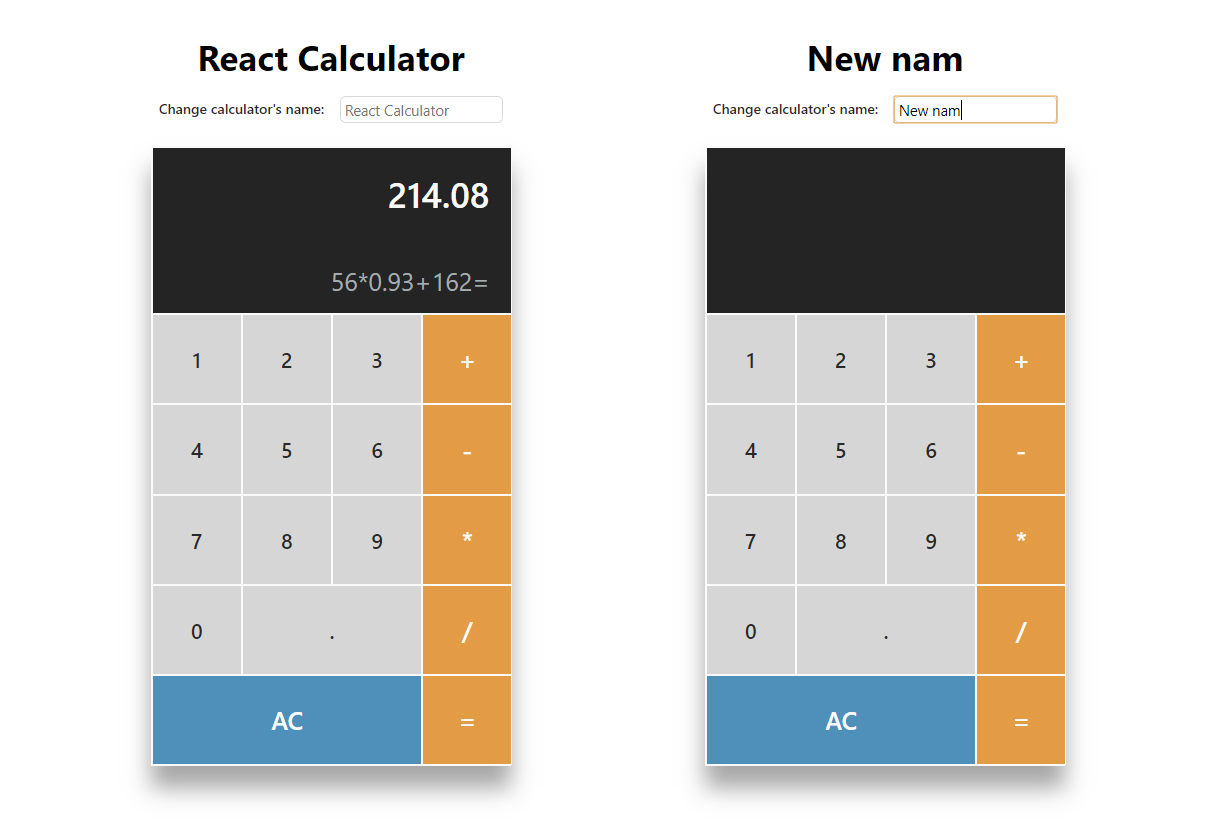 React Calculator
Change calculator's name: React Calculator
214.08
56*0.93+162=
1 2 3 +
4 5 6 -
7 8 9 *
0 . /
AC =
New nam
Change calculator's name: New nam
1 2 3 +
4 5 6 -
7 8 9 *
0 . /
AC =